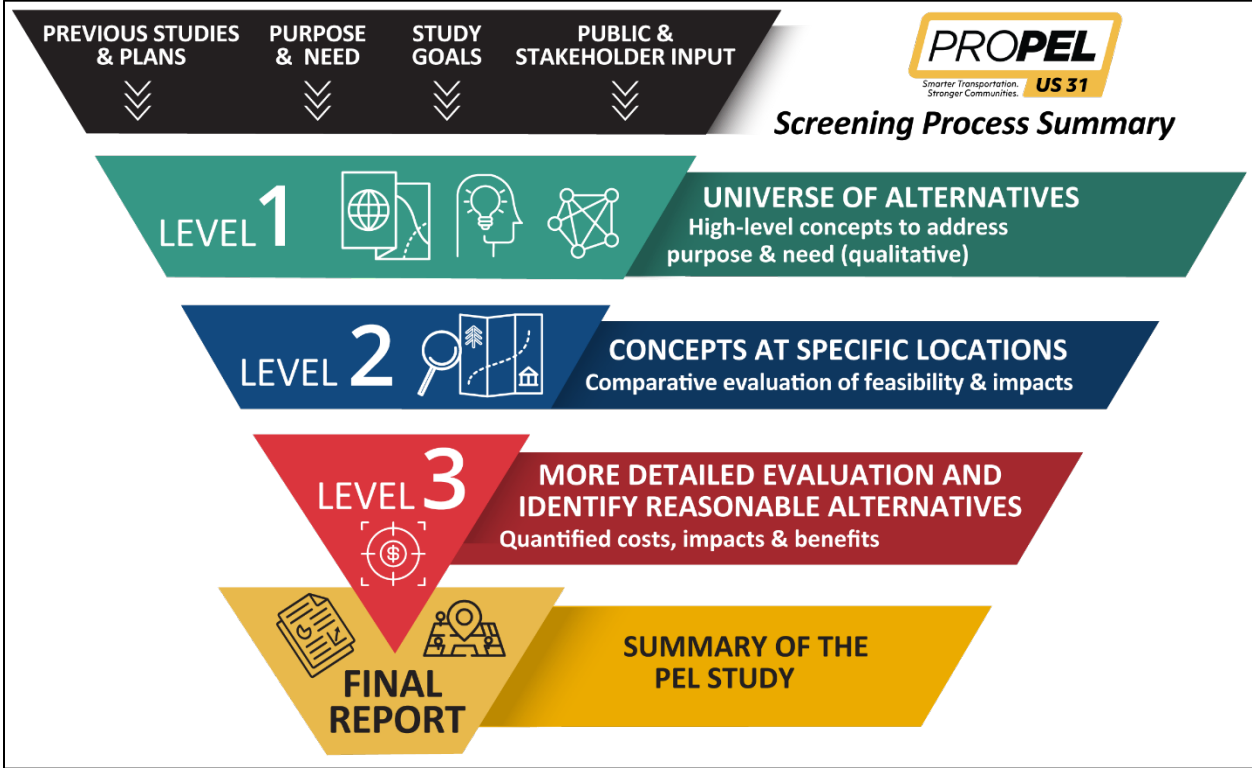 PREVIOUS STUDIES
& PLANS
PURPOSE
& NEED
STUDY
GOALS
PUBLIC &
STAKEHOLDER INPUT
PROPEL
Smarter Transportation.
Stronger Communities.
US 31
Screening Process Summary
LEVEL 1
UNIVERSE OF ALTERNATIVES
High-level concepts to address
purpose & need (qualitative)
LEVEL 2
CONCEPTS AT SPECIFIC LOCATIONS
Comparative evaluation of feasibility & impacts
LEVEL 3
$
MORE DETAILED EVALUATION AND
IDENTIFY REASONABLE ALTERNATIVES
Quantified costs, impacts & benefits
FINAL
REPORT
SUMMARY OF THE
PEL STUDY